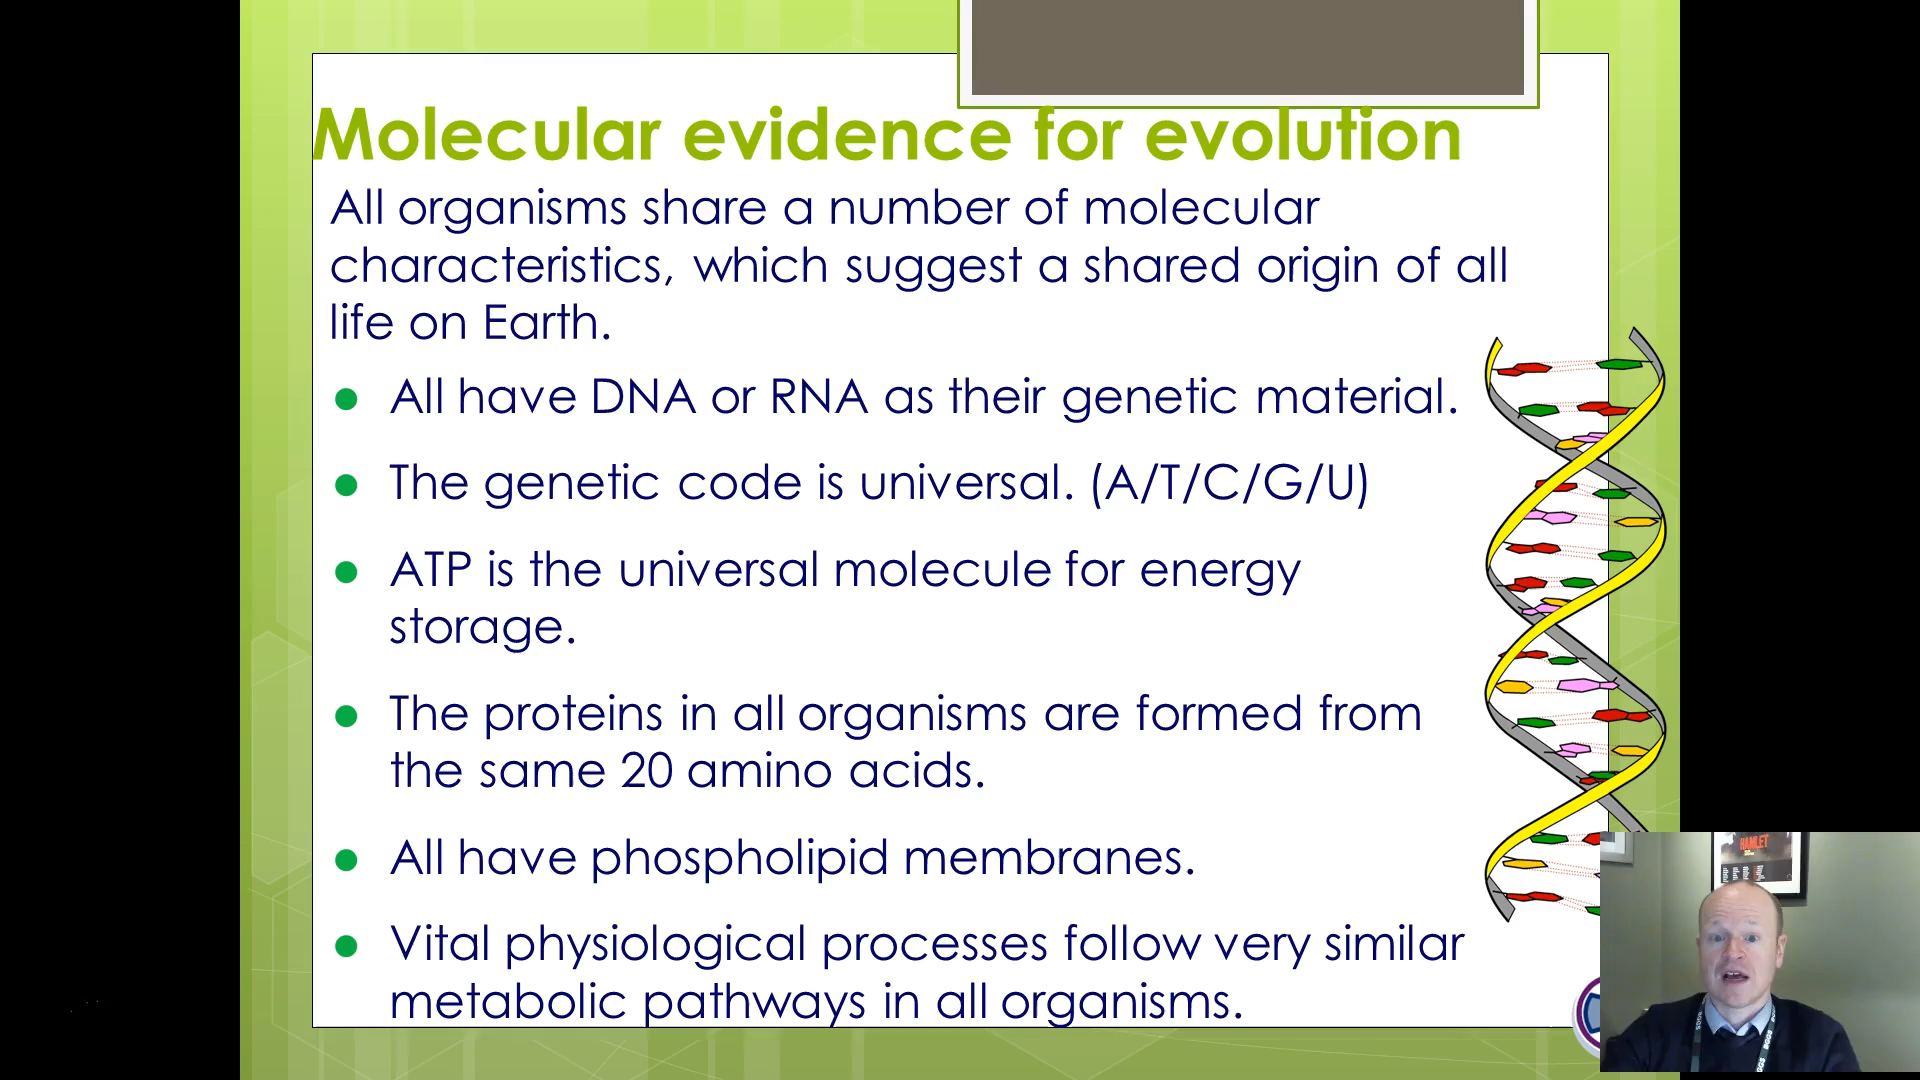 Molecular evidence for evolution
All organisms share a number of molecular
characteristics, which suggest a shared origin of all
life on Earth.
All have DNA or RNA as their genetic material.
The genetic code is universal. (A/T/C/G/U)
ATP is the universal molecule for energy
storage.
The proteins in all organisms are formed from
the same 20 amino acids.
All have phospholipid membranes.
Vital physiological processes follow very similar
metabolic pathways in all organisms.
HAMLET
BGGS
BGGS